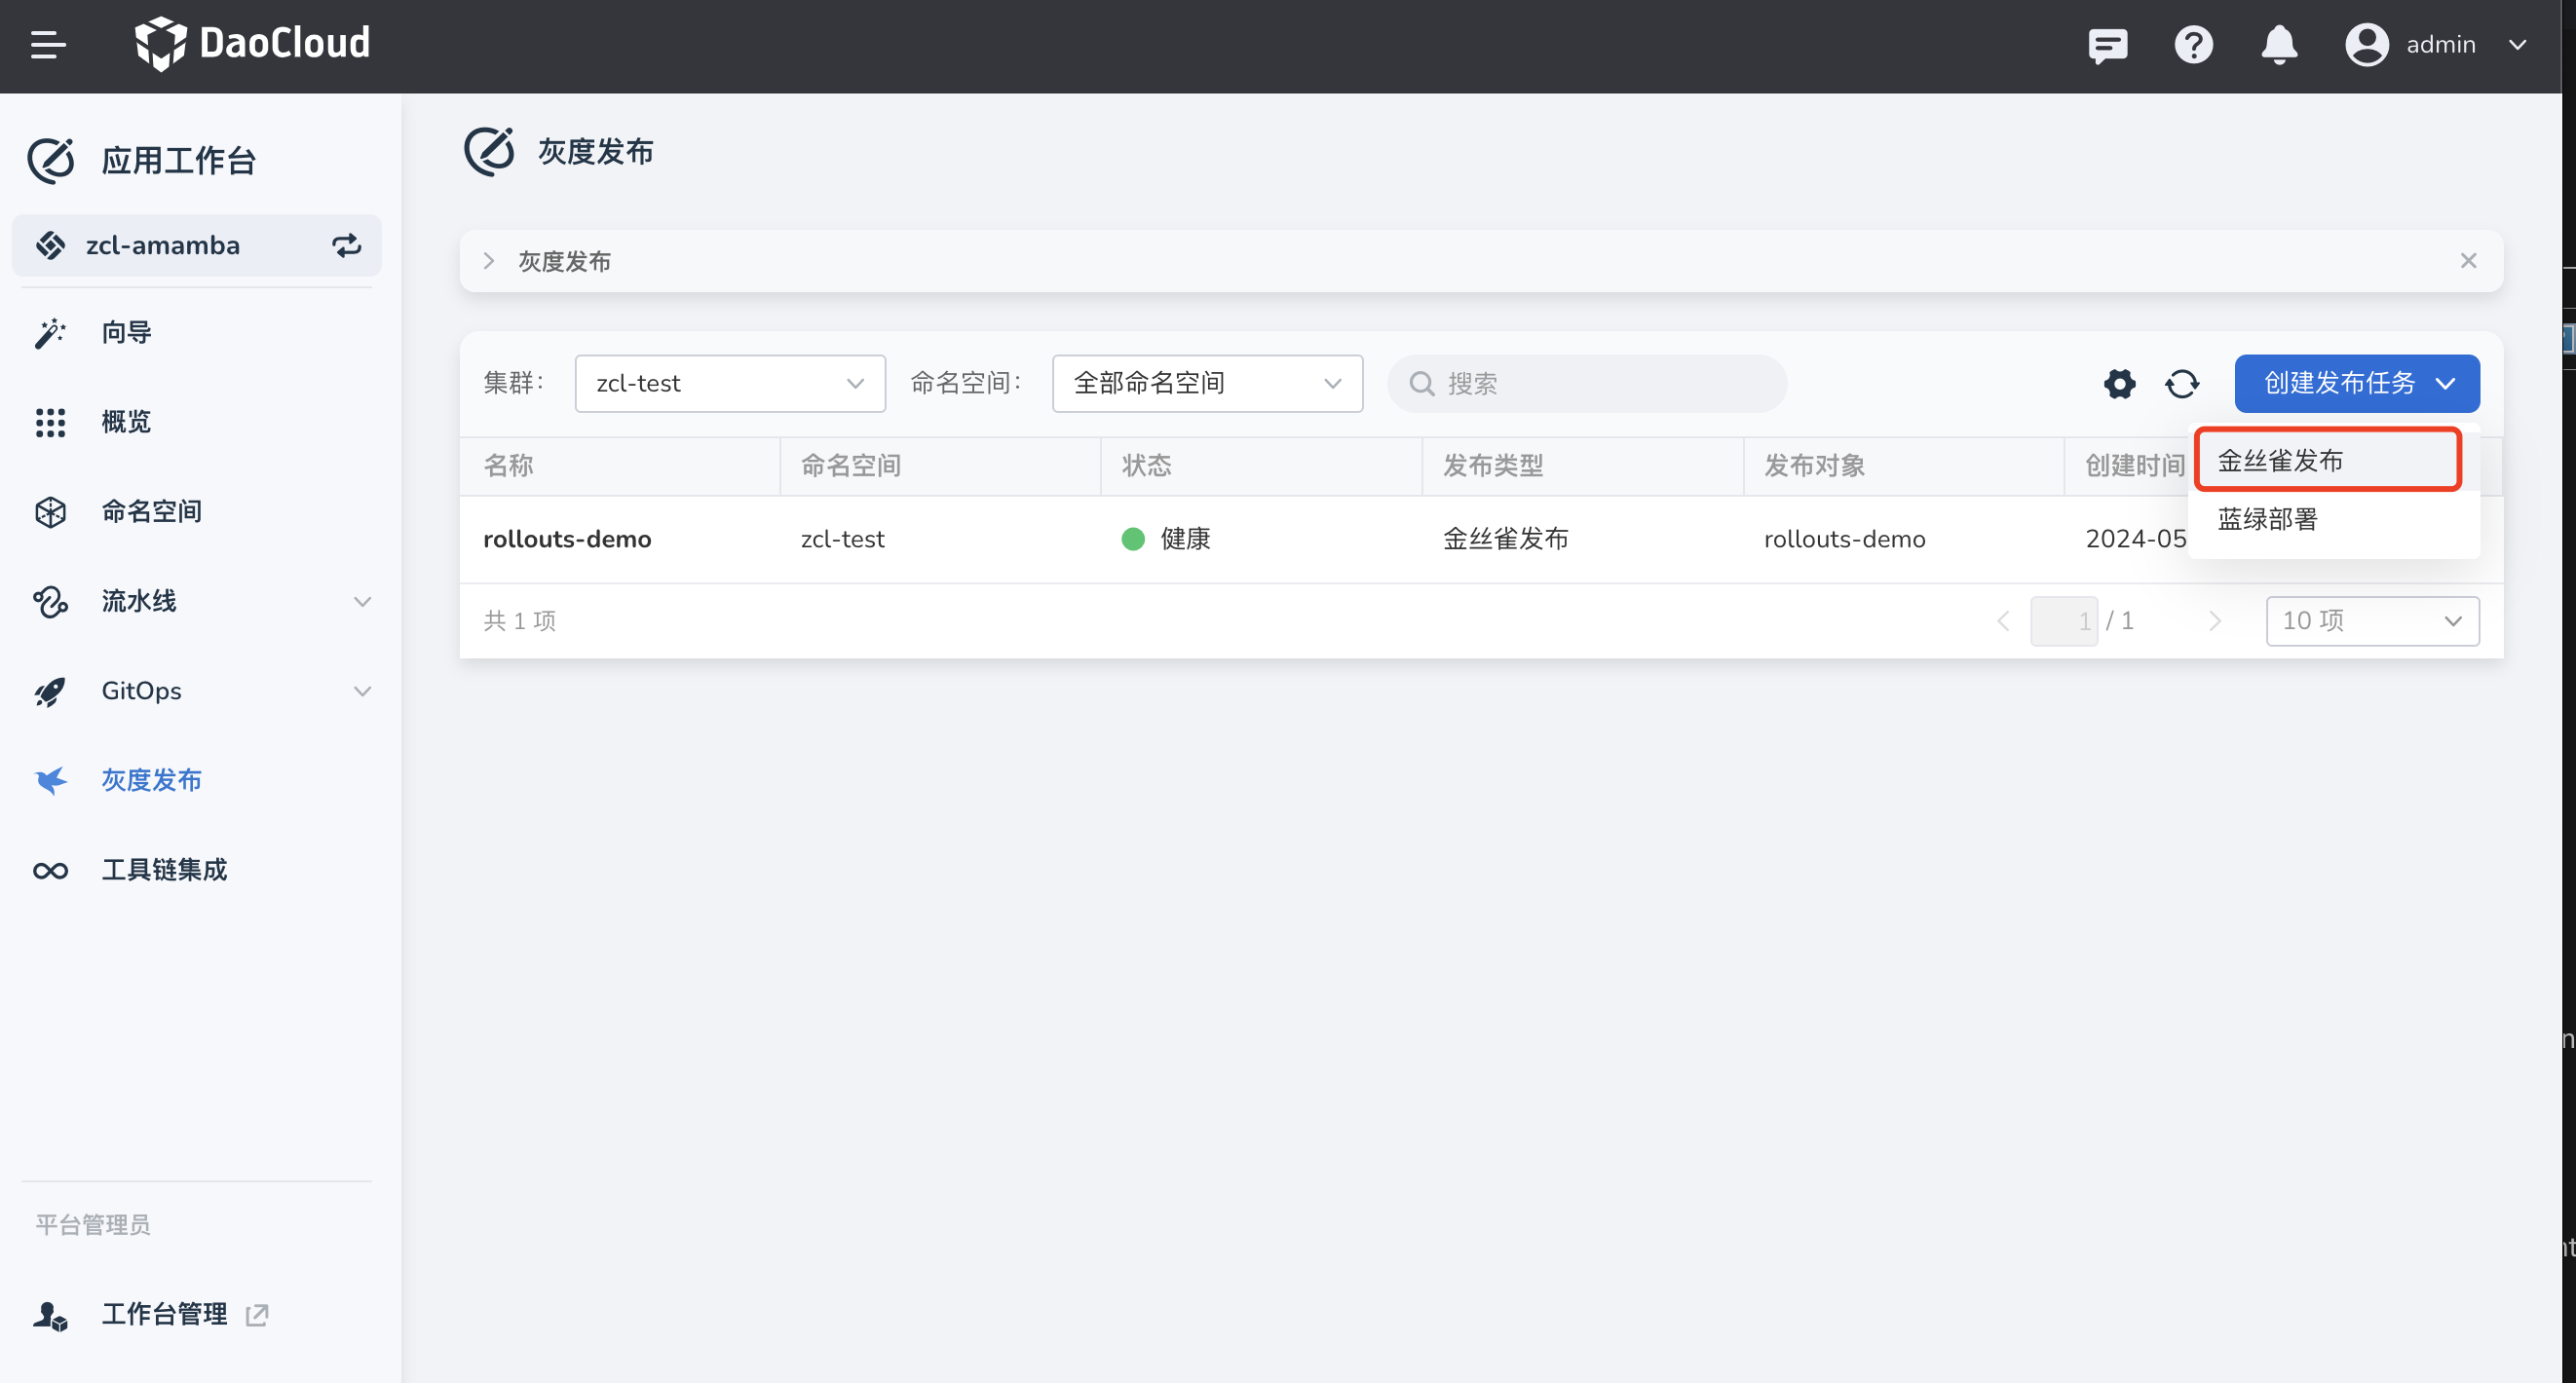 DaoCloud
admin
应用工作台
zcl-amamba
向导
概览
命名空间
流水线
GitOps
灰度发布
工具链集成
平台管理员
工作台管理
灰度发布
灰度发布
集群：
zcl-test
命名空间：
全部命名空间
搜索
创建发布任务
金丝雀发布
蓝绿部署
名称 命名空间 状态 发布类型 发布对象 创建时间
rollouts-demo zcl-test 健康 金丝雀发布 rollouts-demo 2024-05
共 1 项
1 / 1
10 项